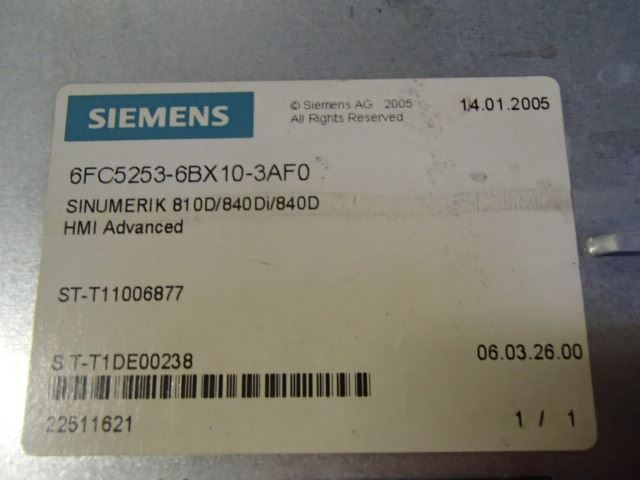 SIEMENS
© Siemens AG 2005
All Rights Reserved
14.01.2005
6FC5253-6BX10-3AF0
SINUMERIK 810D/840Di/840D
HMI Advanced
ST-T11006877
S T-T1DE00238
06.03.26.00
22511621
1 / 1